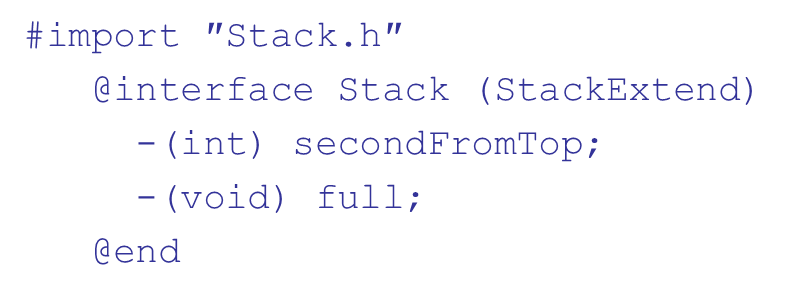 #import "Stack.h"
@interface Stack (StackExtend)
-(int) secondFromTop;
-(void) full;
@end